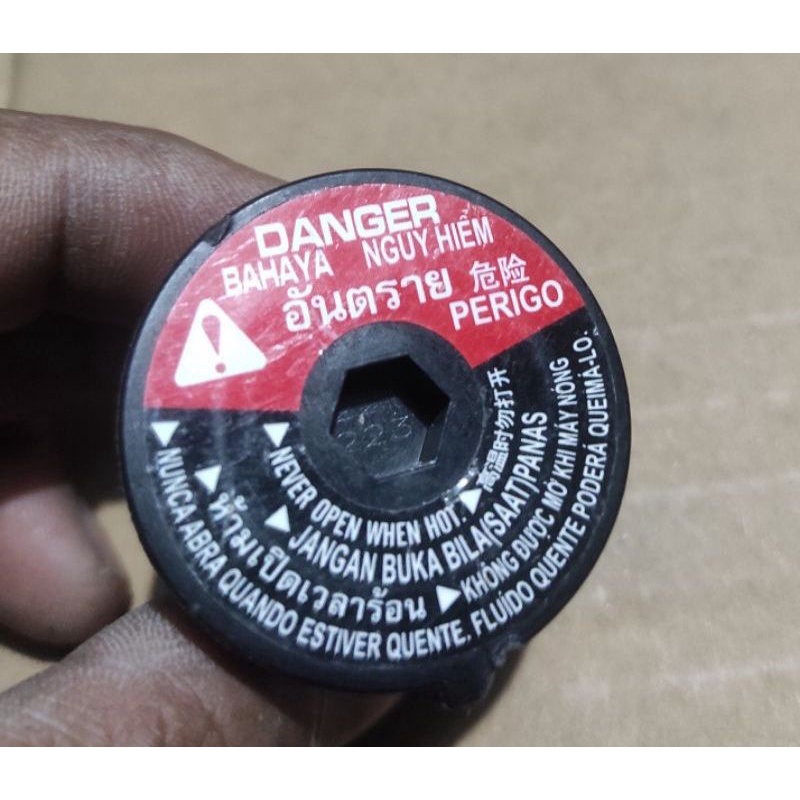 DANGER
BAHAYA NGUY HIỂM
อันตราย 危险
PERIGO
NEVER OPEN WHEN HOT.
高温时勿打开
JANGAN BUKA BILA(SAAT)PANAS
ห้ามเปิดเวลาร้อน
KHÔNG ĐƯỢC MỞ KHI MÁY NÓNG
NUNCA ABRA QUANDO ESTIVER QUENTE. FLUÍDO QUENTE PODERÁ QUEIMÁ-LO.
223